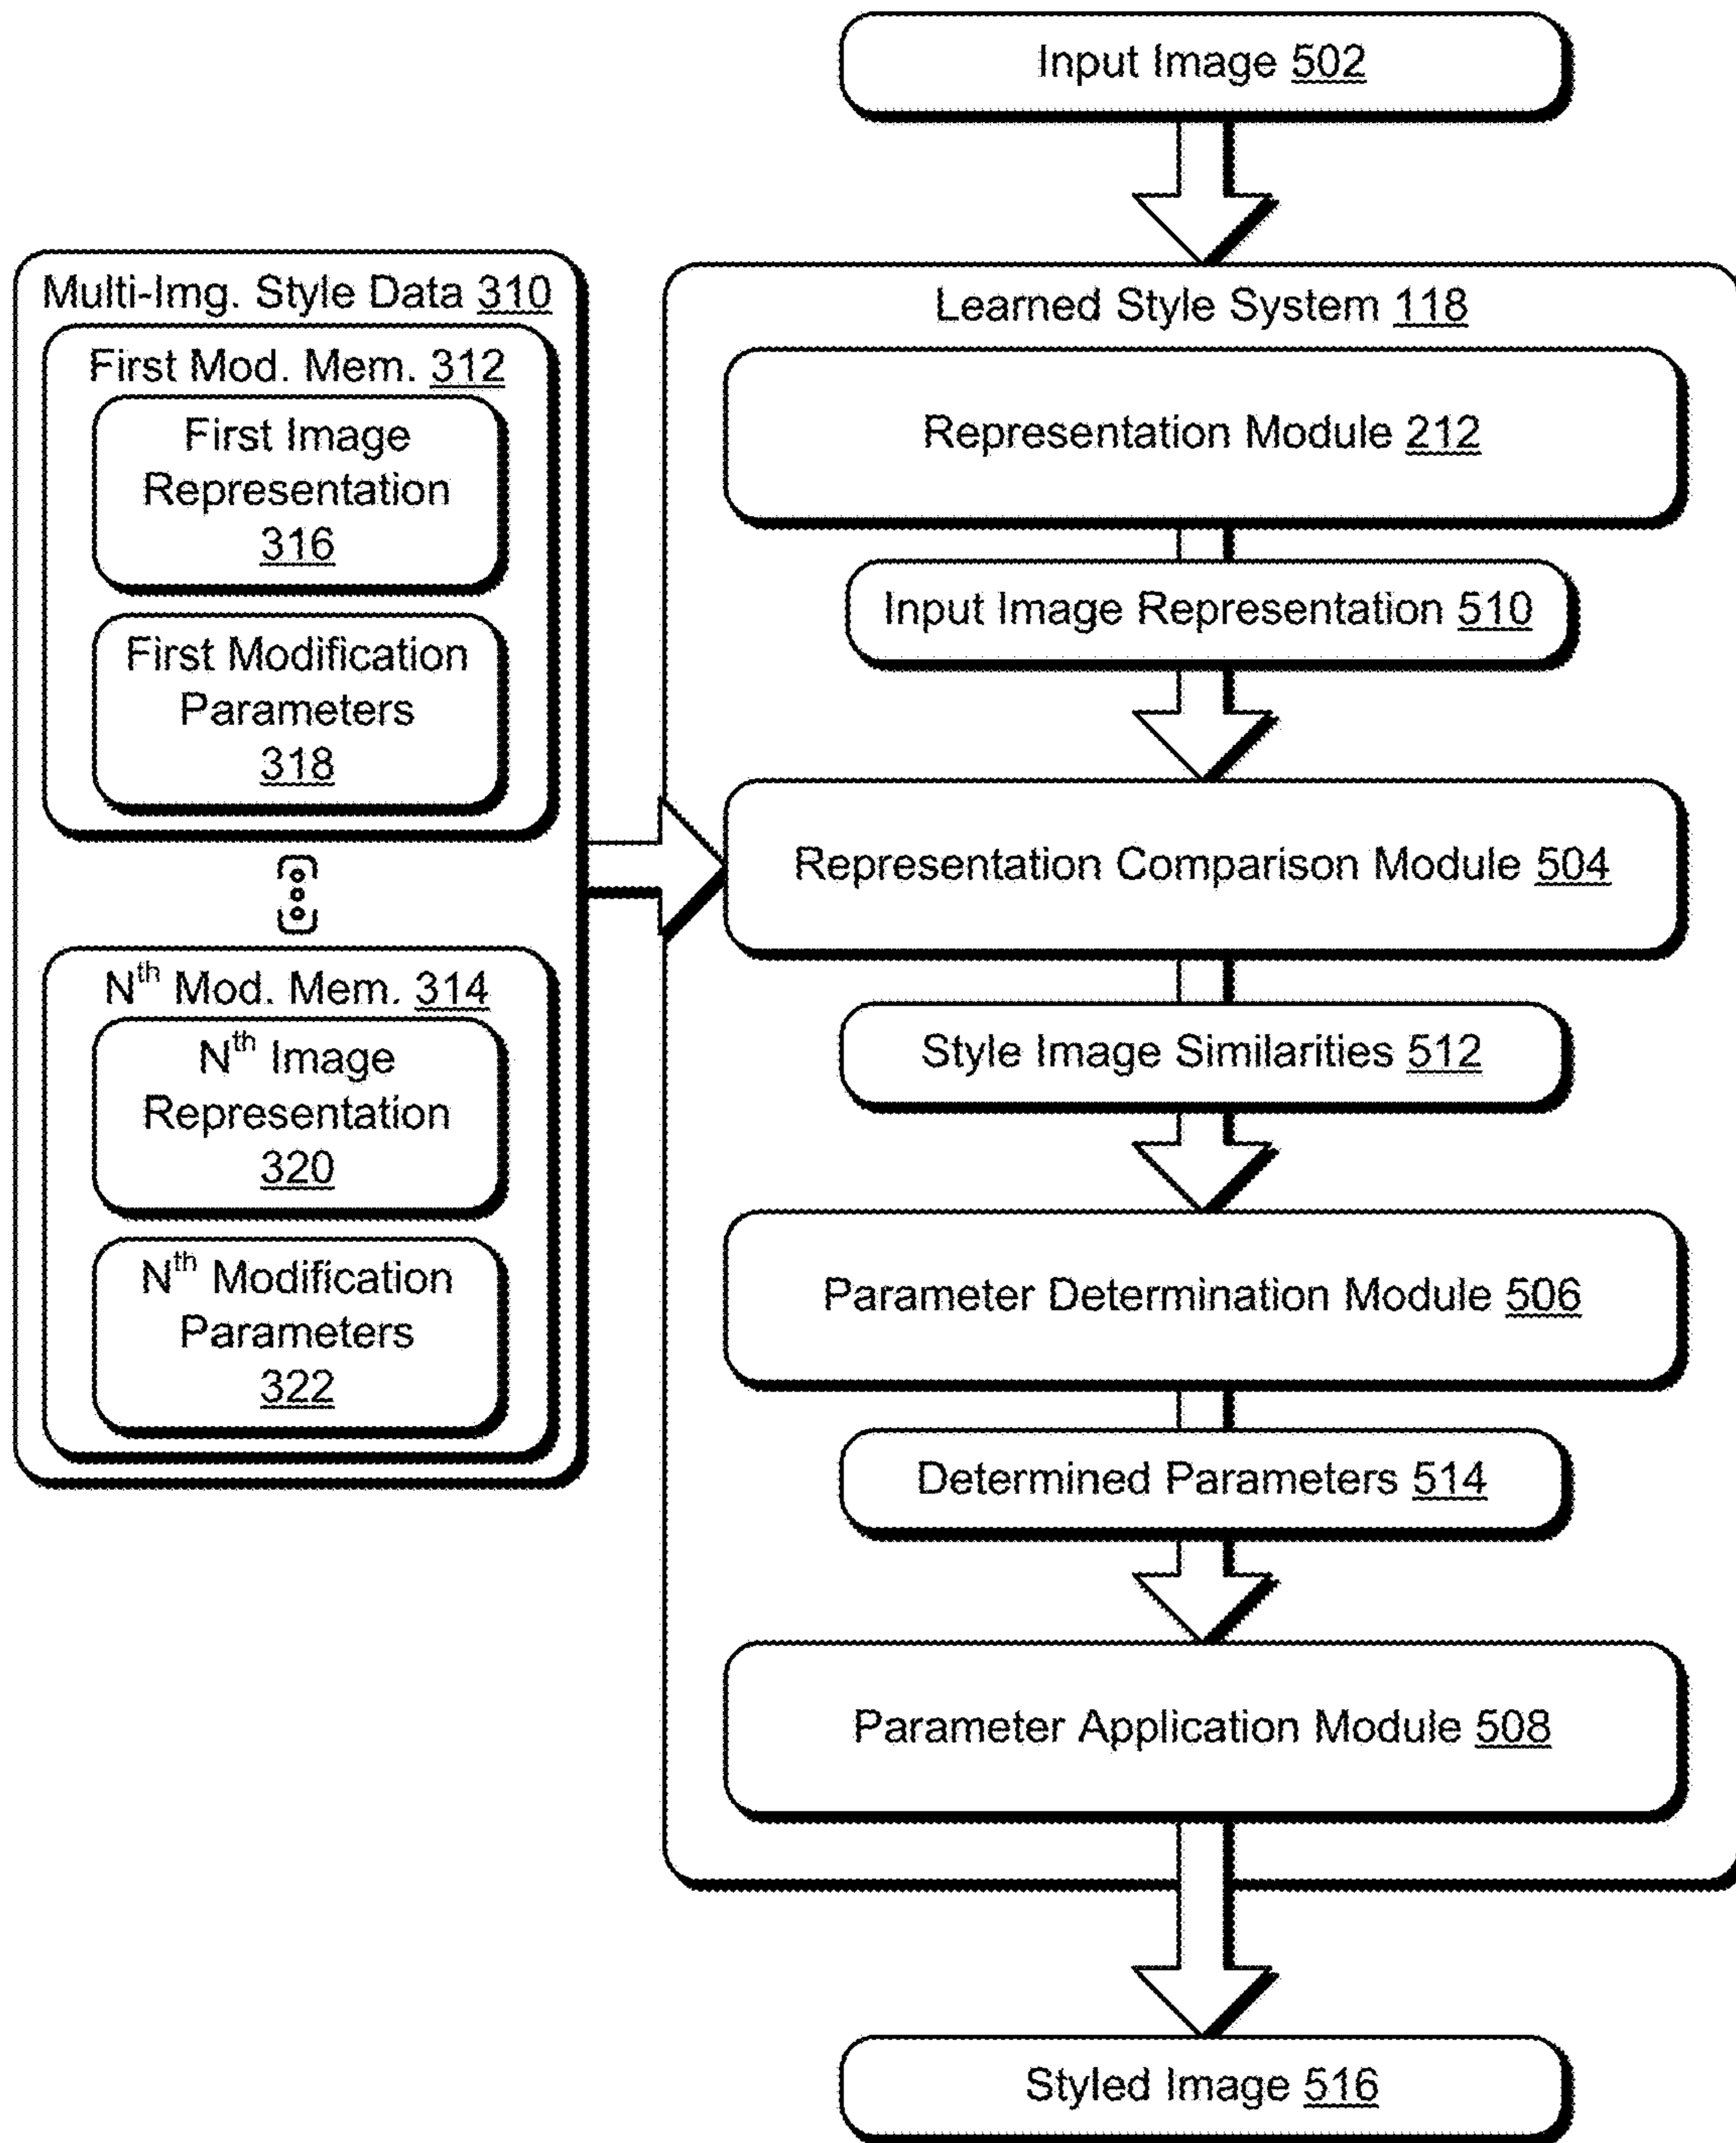 Input Image 502
Multi-Img. Style Data 310
First Mod. Mem. 312
First Image
Representation
316
First Modification
Parameters
318
Nth Mod. Mem. 314
Nth Image
Representation
320
Nth Modification
Parameters
322
Learned Style System 118
Representation Module 212
Input Image Representation 510
Representation Comparison Module 504
Style Image Similarities 512
Parameter Determination Module 506
Determined Parameters 514
Parameter Application Module 508
Styled Image 516